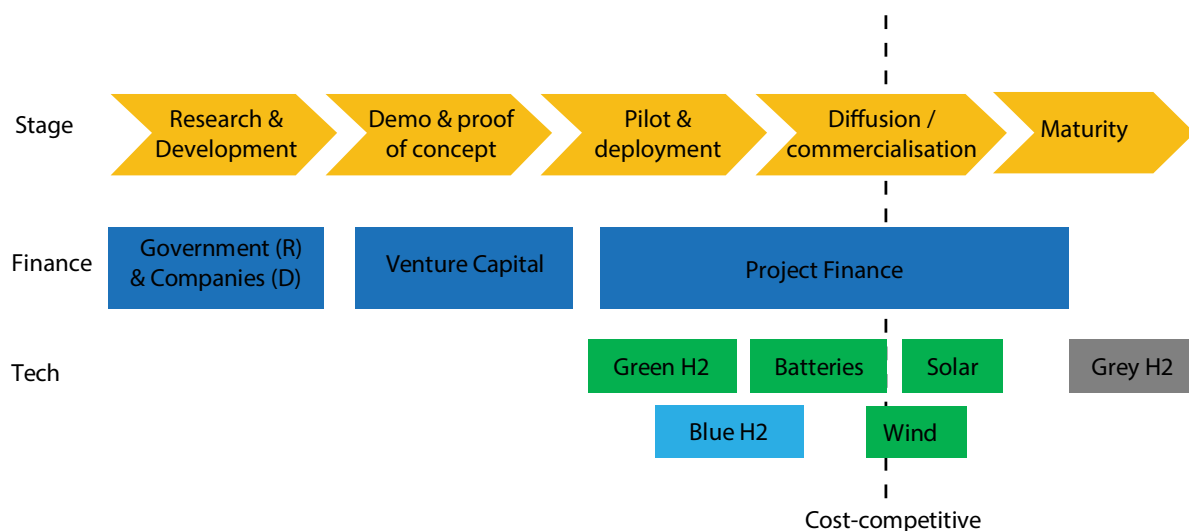 Stage
Research &
Development
Demo & proof
of concept
Pilot &
deployment
Diffusion /
commercialisation
Maturity
Finance
Government (R)
& Companies (D)
Venture Capital
Project Finance
Tech
Green H2
Batteries
Solar
Grey H2
Blue H2
Wind
Cost-competitive